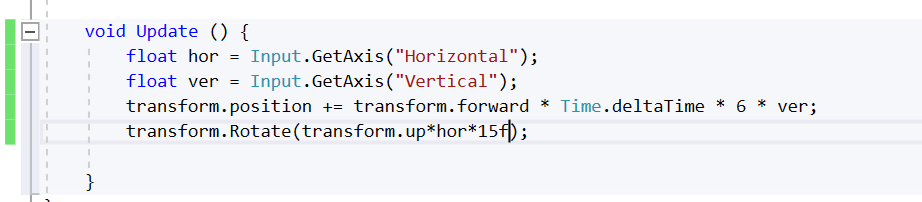 void Update () {
float hor = Input.GetAxis("Horizontal");
float ver = Input.GetAxis("Vertical");
transform.position += transform.forward * Time.deltaTime * 6 * ver;
transform.Rotate(transform.up*hor*15f);
}